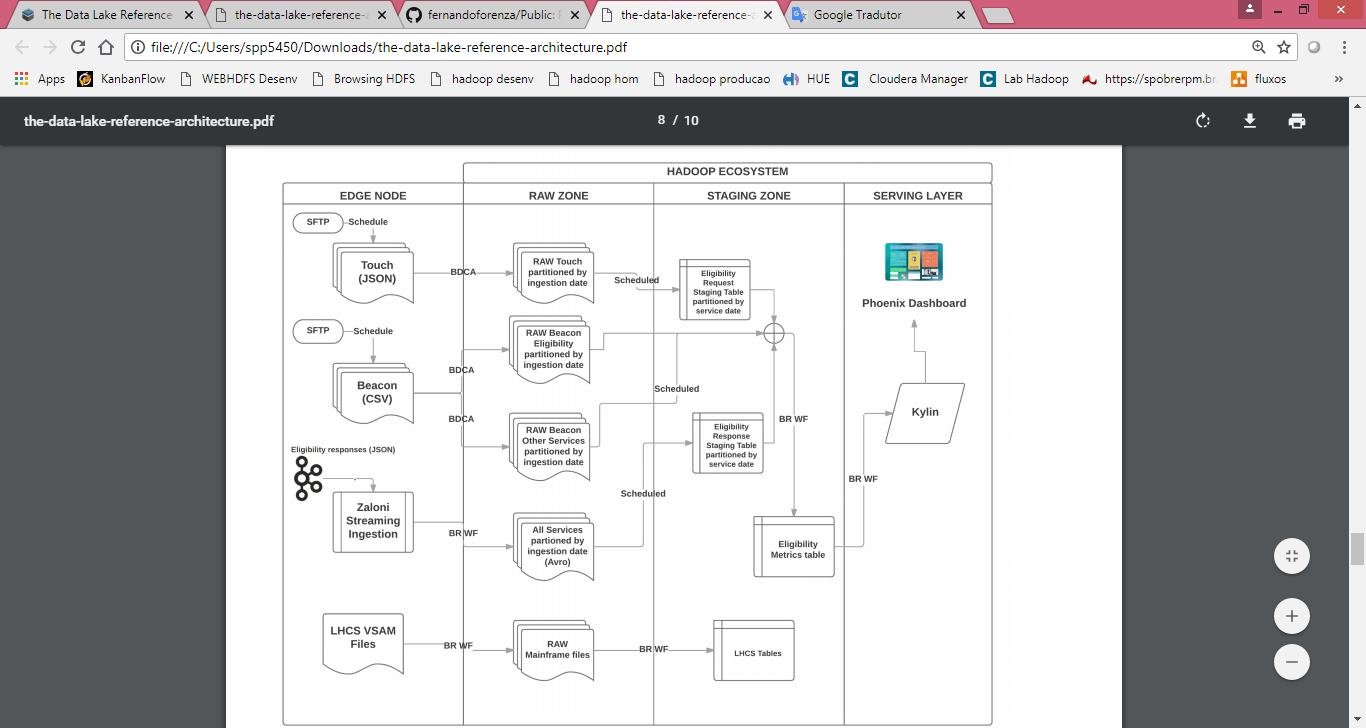 The Data Lake Reference
the-data-lake-reference-
fernandoforenza/Public:
the-data-lake-reference-
Google Tradutor
file:///C:/Users/spp5450/Downloads/the-data-lake-reference-architecture.pdf
Apps
KanbanFlow
WEBHDFS Desenv
Browsing HDFS
hadoop desenv
hadoop hom
hadoop producao
HUE
Cloudera Manager
Lab Hadoop
https://spobrerpm.br
fluxos
»
the-data-lake-reference-architecture.pdf
8 / 10
HADOOP ECOSYSTEM
EDGE NODE
RAW ZONE
STAGING ZONE
SERVING LAYER
SFTP
Schedule
Touch
(JSON)
BDCA
RAW Touch
partitioned by
ingestion date
Scheduled
Eligibility
Request
Staging Table
partitioned by
service date
Phoenix Dashboard
SFTP
Schedule
Beacon
(CSV)
BDCA
BDCA
RAW Beacon
Eligibility
partitioned by
ingestion date
RAW Beacon
Other Services
partitioned by
ingestion date
Scheduled
Eligibility
Response
Staging Table
partitioned by
service date
BR WF
Kylin
Eligibility responses (JSON)
Zaloni
Streaming
Ingestion
BR WF
All Services
partioned by
ingestion date
(Avro)
Scheduled
Eligibility
Metrics table
BR WF
LHCS VSAM
Files
BR WF
RAW
Mainframe files
BR WF
LHCS Tables